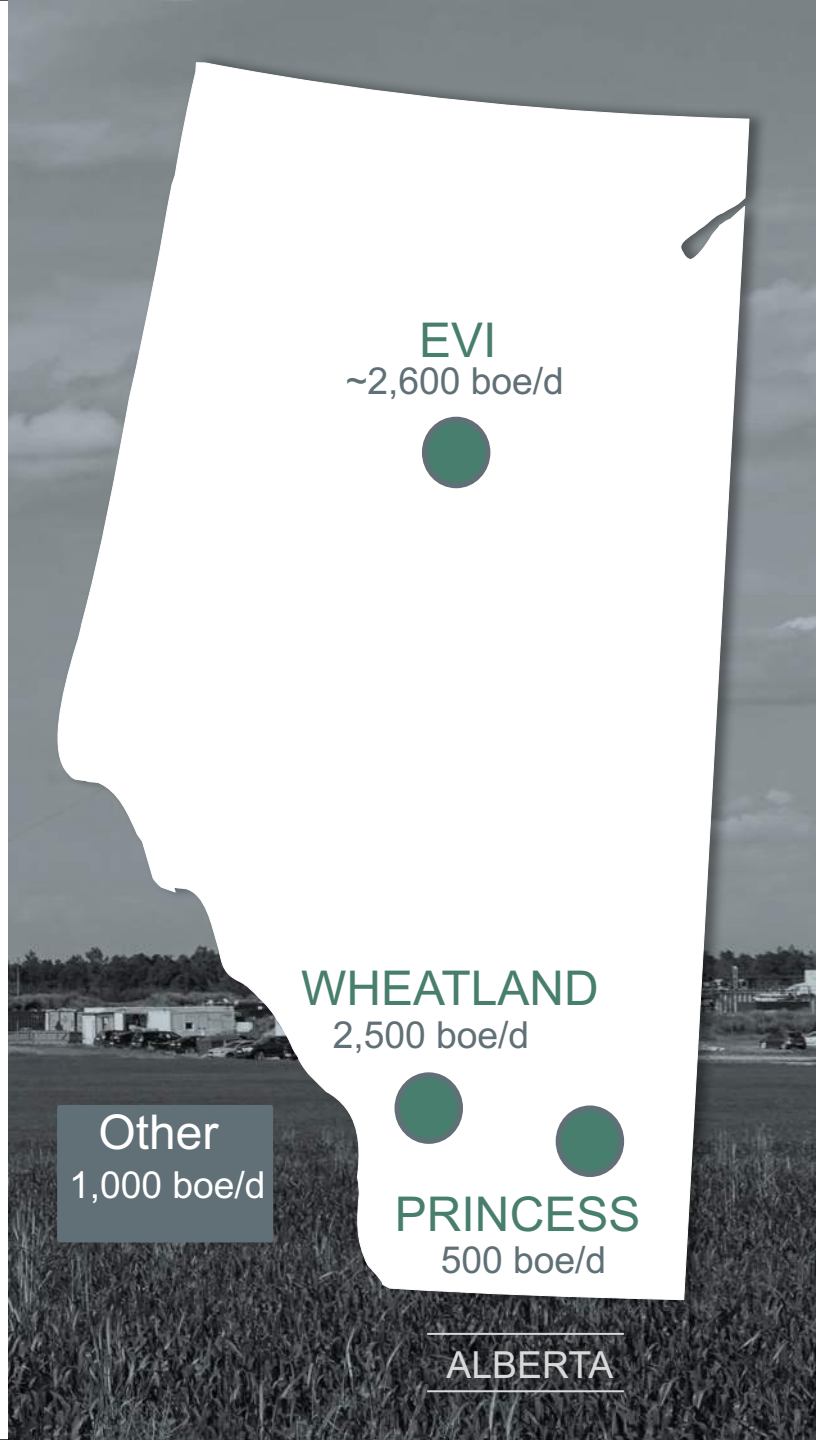 EVI
~2,600 boe/d
WHEATLAND
2,500 boe/d
Other
1,000 boe/d
PRINCESS
500 boe/d
ALBERTA